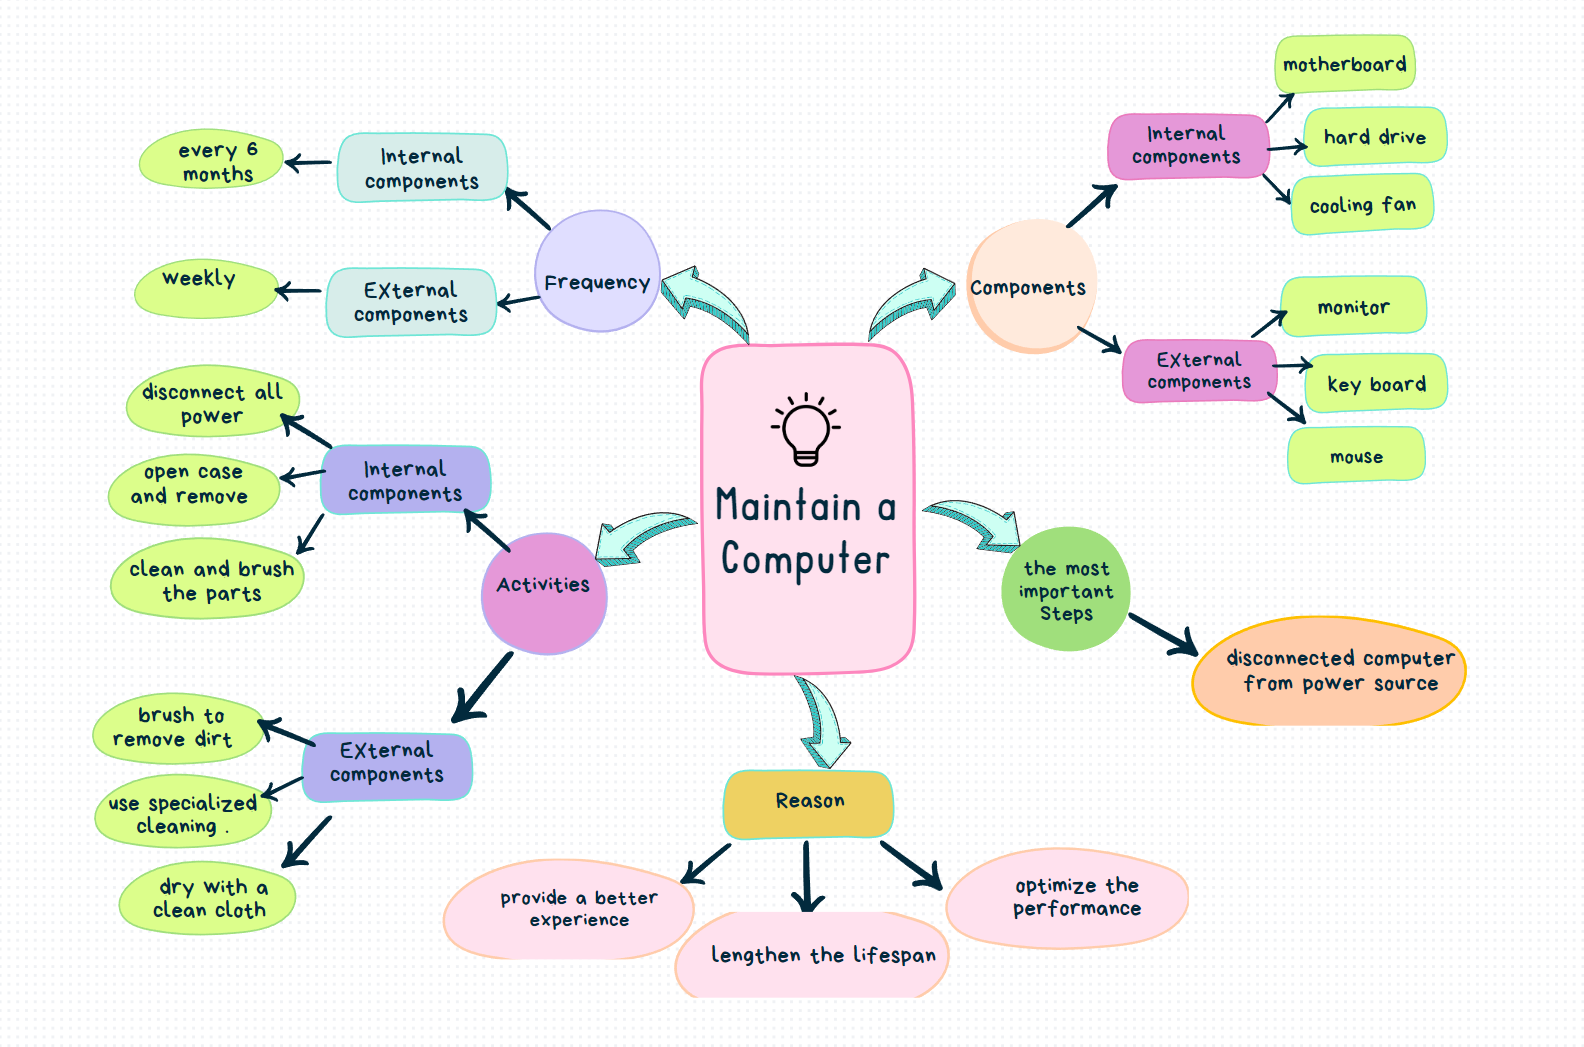 Maintain a
Computer
Frequency
Internal
components
every 6
months
EXternal
components
weekly
Components
Internal
components
motherboard
hard drive
cooling fan
EXternal
components
monitor
key board
mouse
Activities
Internal
components
disconnect all
power
open case
and remove
clean and brush
the parts
EXternal
components
brush to
remove dirt
use specialized
cleaning .
dry with a
clean cloth
the most
important
Steps
disconnected computer
from power source
Reason
provide a better
experience
lengthen the lifespan
optimize the
performance